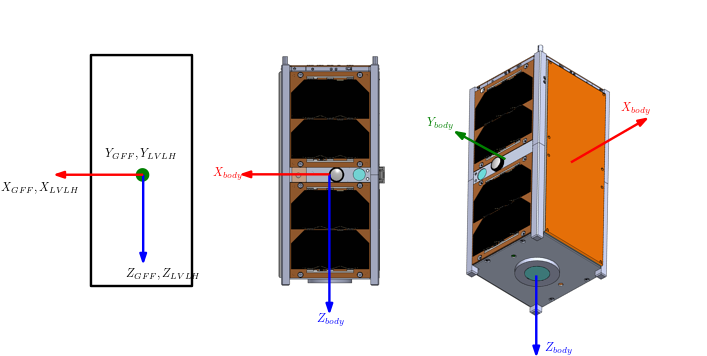 Y_{GFF}, Y_{LVLH}
X_{GFF}, X_{LVLH}
Z_{GFF}, Z_{LVLH}
X_{body}
Z_{body}
Y_{body}
X_{body}
Z_{body}